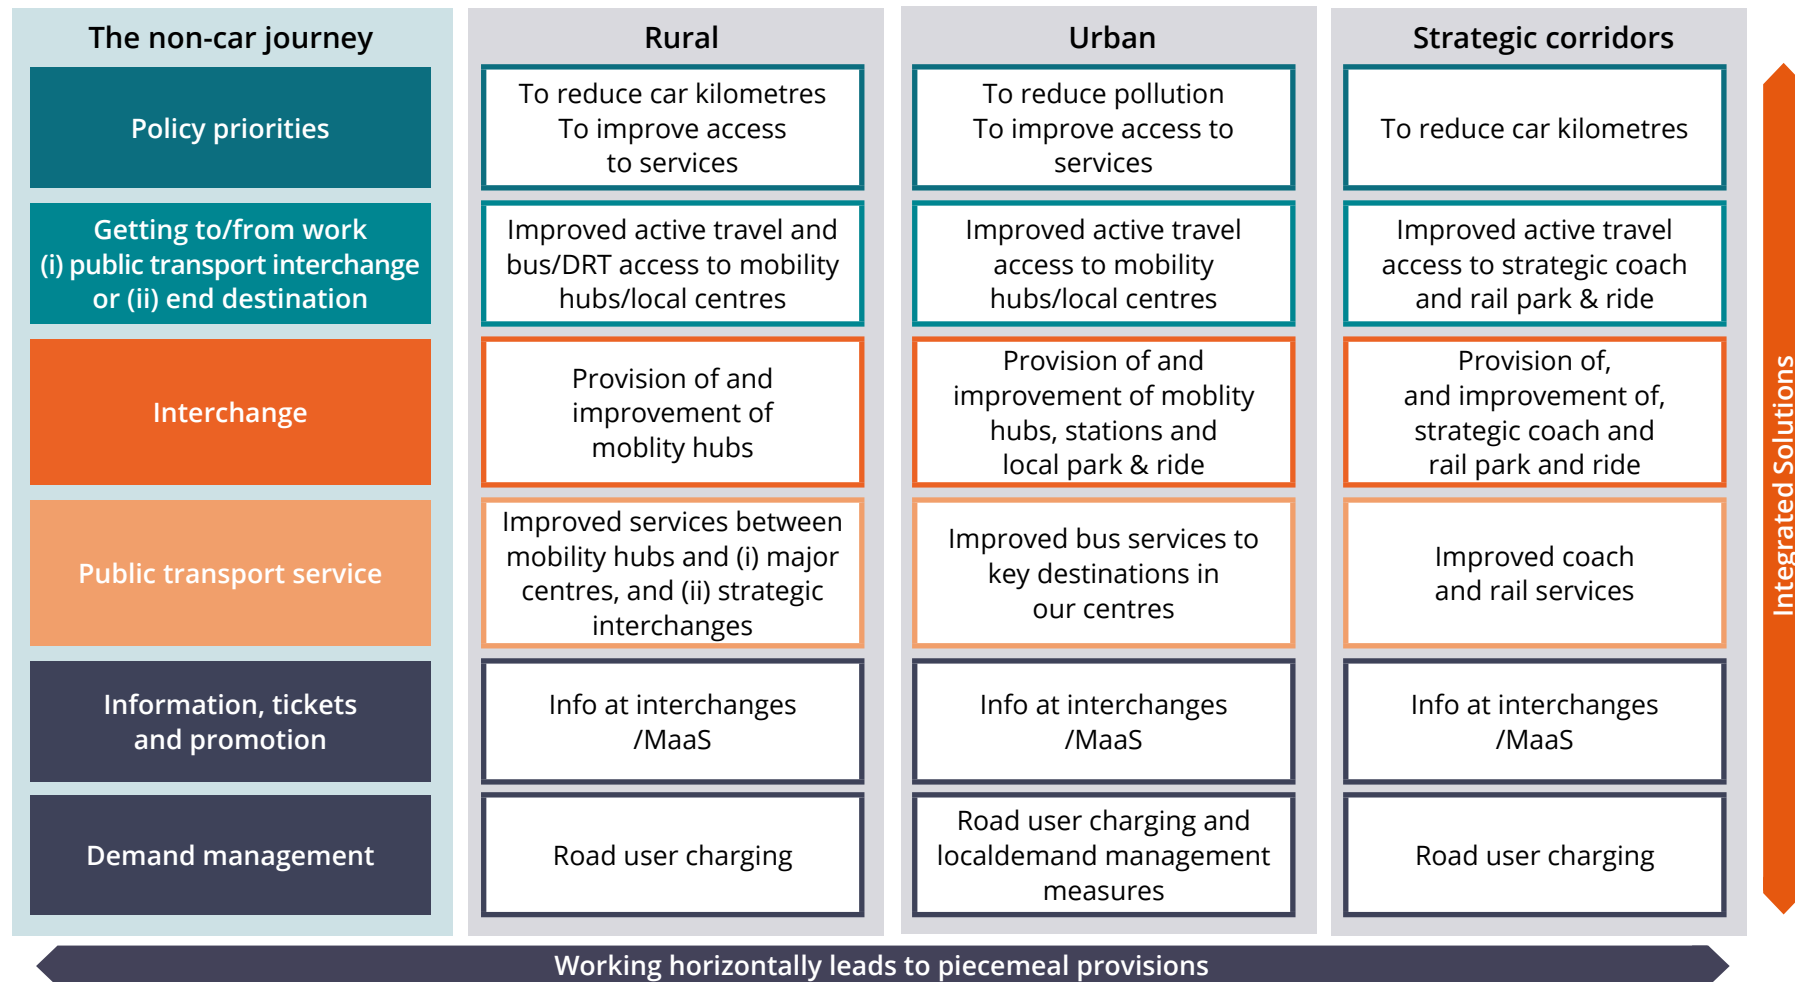 The non-car journey
Rural
Urban
Strategic corridors
Policy priorities
To reduce car kilometres
To improve access
to services
To reduce pollution
To improve access to
services
To reduce car kilometres
Getting to/from work
(i) public transport interchange
or (ii) end destination
Improved active travel and
bus/DRT access to mobility
hubs/local centres
Improved active travel
access to mobility
hubs/local centres
Improved active travel
access to strategic coach
and rail park & ride
Interchange
Provision of and
improvement of
moblity hubs
Provision of and
improvement of moblity
hubs, stations and
local park & ride
Provision of,
and improvement of,
strategic coach and
rail park and ride
Public transport service
Improved services between
mobility hubs and (i) major
centres, and (ii) strategic
interchanges
Improved bus services to
key destinations in
our centres
Improved coach
and rail services
Information, tickets
and promotion
Info at interchanges
/MaaS
Info at interchanges
/MaaS
Info at interchanges
/MaaS
Demand management
Road user charging
Road user charging and
localdemand management
measures
Road user charging
Integrated Solutions
Working horizontally leads to piecemeal provisions